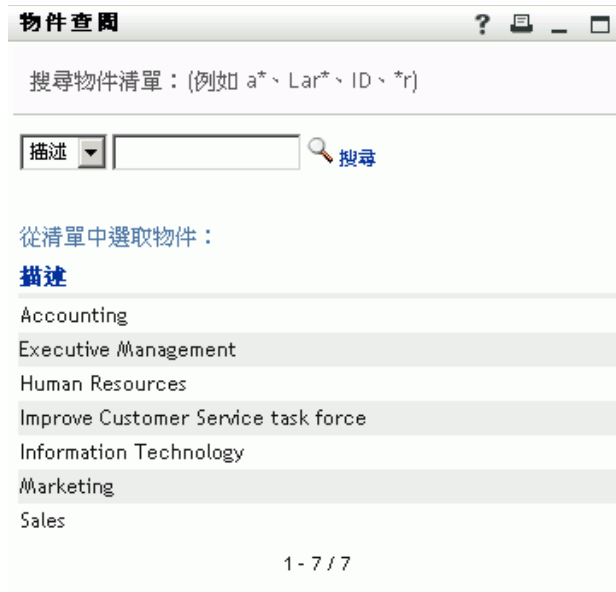 物件查閱
搜尋物件清單：(例如 a*、Lar*、ID、*r)
描述
搜尋
從清單中選取物件：
描述
Accounting
Executive Management
Human Resources
Improve Customer Service task force
Information Technology
Marketing
Sales
1 - 7 / 7